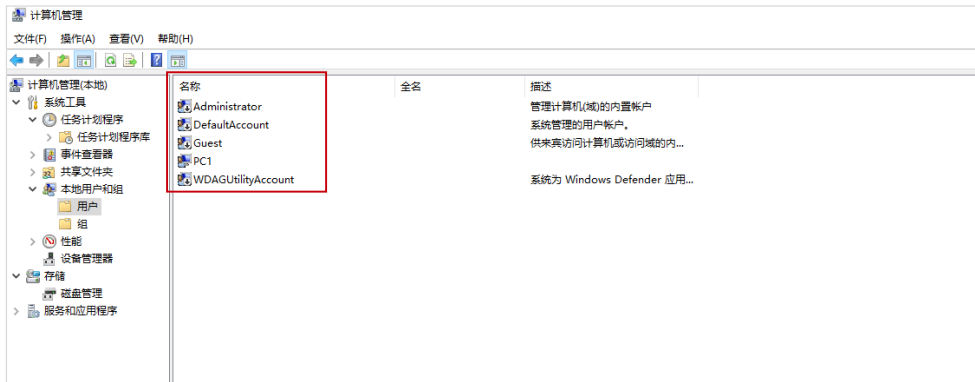 计算机管理
文件(F) 操作(A) 查看(V) 帮助(H)
计算机管理(本地)
系统工具
任务计划程序
任务计划程序库
事件查看器
共享文件夹
本地用户和组
用户
组
性能
设备管理器
存储
磁盘管理
服务和应用程序
名称 全名 描述
Administrator 管理计算机(域)的内置帐户
DefaultAccount 系统管理的用户帐户。
Guest 供来宾访问计算机或访问域的内...
PC1
WDAGUtilityAccount 系统为 Windows Defender 应用...